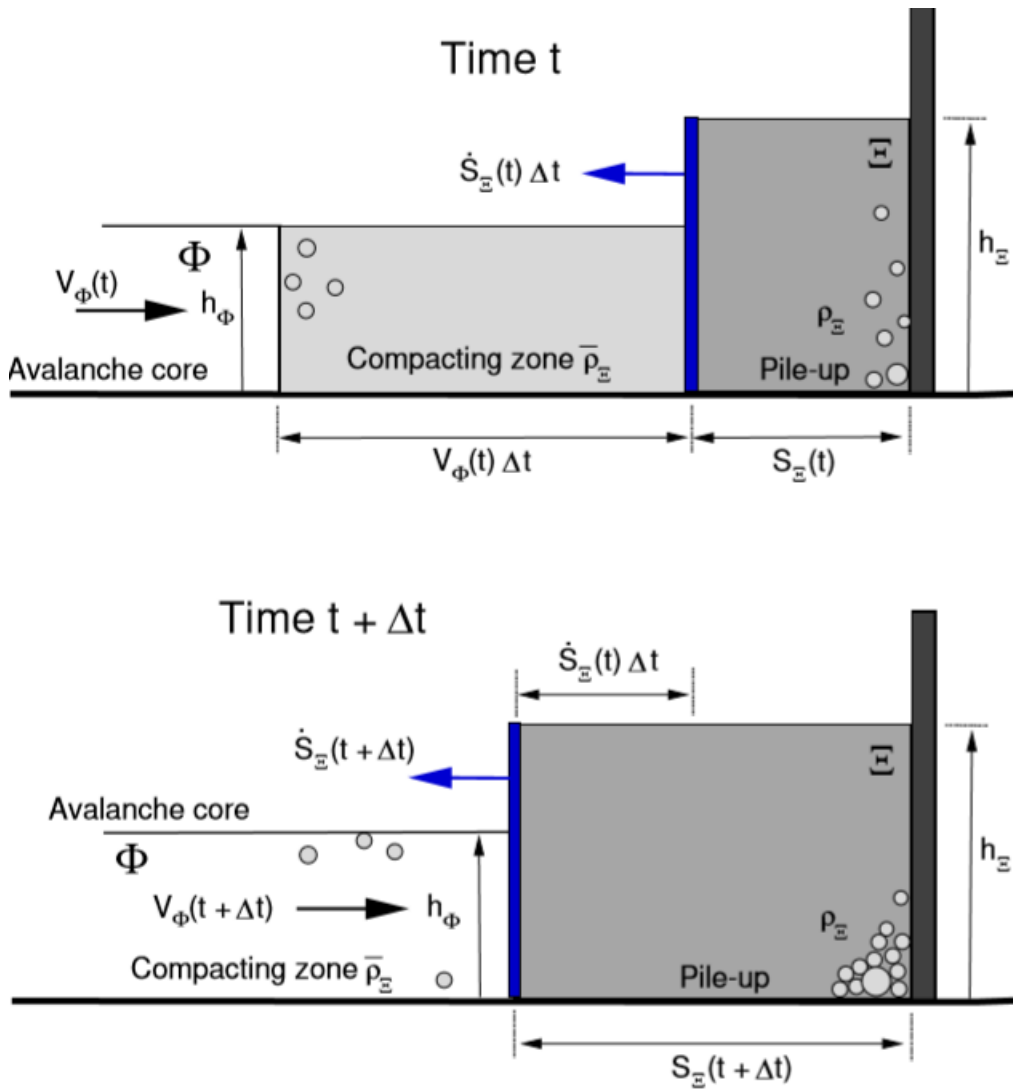 Time t
Ṡ_Ξ(t) Δt
Ξ
Φ
V_Φ(t)
h_Φ
h_Ξ
ρ_Ξ
Avalanche core
Compacting zone ρ̅_Ξ
Pile-up
V_Φ(t) Δt
S_Ξ(t)
Time t + Δt
Ṡ_Ξ(t) Δt
Ṡ_Ξ(t + Δt)
Ξ
Avalanche core
Φ
h_Ξ
V_Φ(t + Δt)
h_Φ
ρ_Ξ
Compacting zone ρ̅_Ξ
Pile-up
S_Ξ(t + Δt)